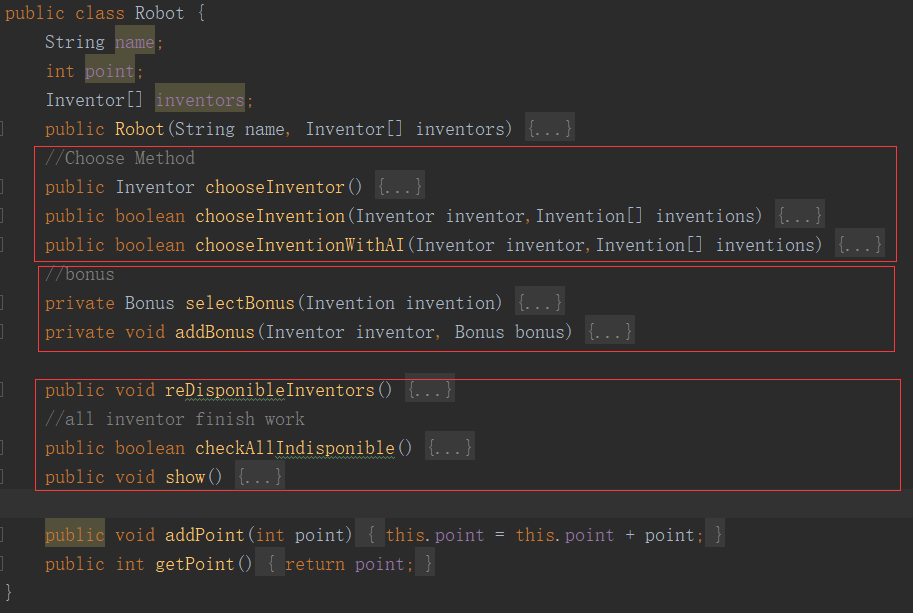 public class Robot {
String name;
int point;
Inventor[] inventors;
public Robot(String name, Inventor[] inventors) {...}
//Choose Method
public Inventor chooseInventor() {...}
public boolean chooseInvention(Inventor inventor,Invention[] inventions) {...}
public boolean chooseInventionWithAI(Inventor inventor,Invention[] inventions) {...}
//bonus
private Bonus selectBonus(Invention invention) {...}
private void addBonus(Inventor inventor, Bonus bonus) {...}
public void reDisponibleInventors() {...}
//all inventor finish work
public boolean checkAllIndisponible() {...}
public void show() {...}
public void addPoint(int point) { this.point = this.point + point; }
public int getPoint() { return point; }
}